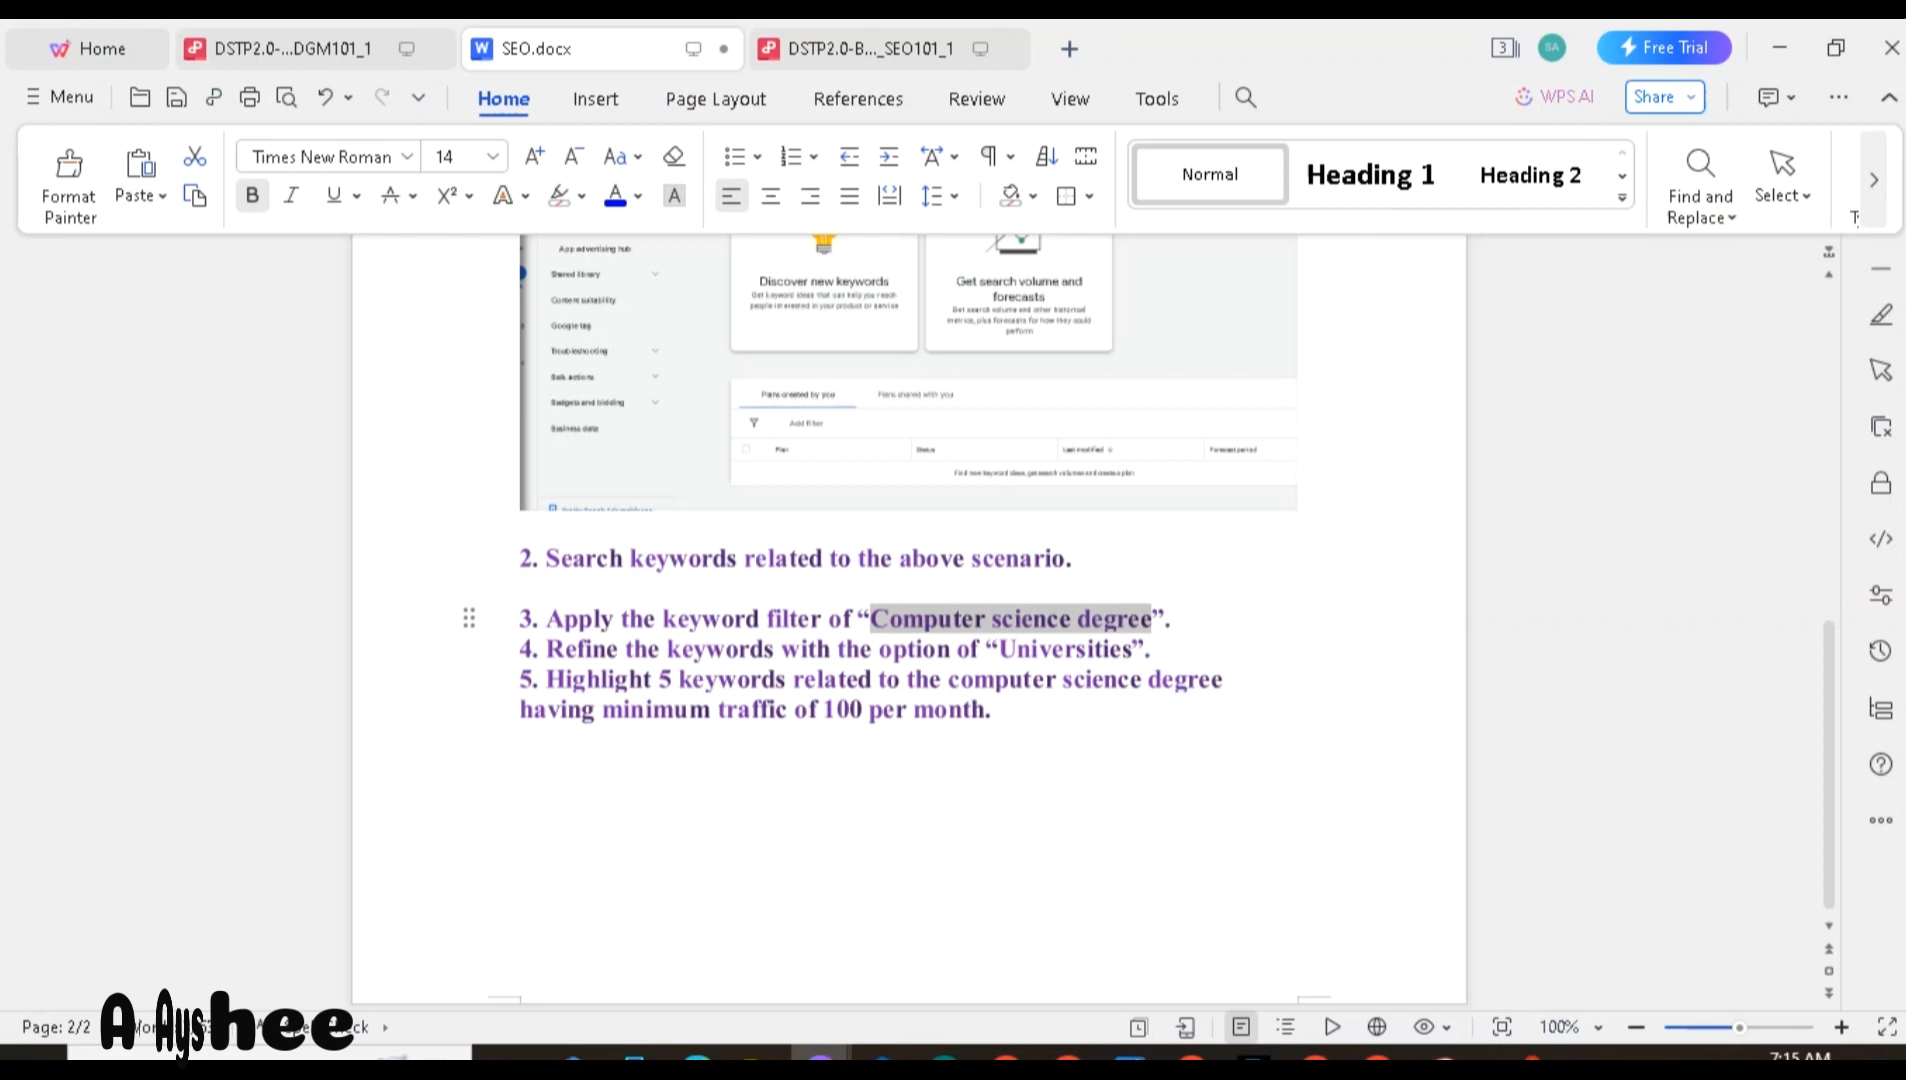 Home
DSTP2.0-...DGM101_1
SEO.docx
DSTP2.0-B..._SEO101_1
3
SA
Free Trial
Menu
Home
Insert
Page Layout
References
Review
View
Tools
WPS AI
Share
Format Painter
Paste
Times New Roman
14
Normal
Heading 1
Heading 2
Find and Replace
Select
App advertising hub
Shared library
Content suitability
Google tag
Troubleshooting
Bulk actions
Budgets and bidding
Business data
Discover new keywords
Get keyword ideas that can help you reach
people interested in your product or service
Get search volume and
forecasts
Get search volume and other historical
metrics, plus forecasts for how they could
perform
Plans created by you
Plans shared with you
Add filter
Plan
Status
Last modified
Forecast period
Find new keyword ideas, get search volumes and create a plan
2. Search keywords related to the above scenario.
3. Apply the keyword filter of “Computer science degree”.
4. Refine the keywords with the option of “Universities”.
5. Highlight 5 keywords related to the computer science degree
having minimum traffic of 100 per month.
A Ayshee
Page: 2/2
100%
7:15 AM